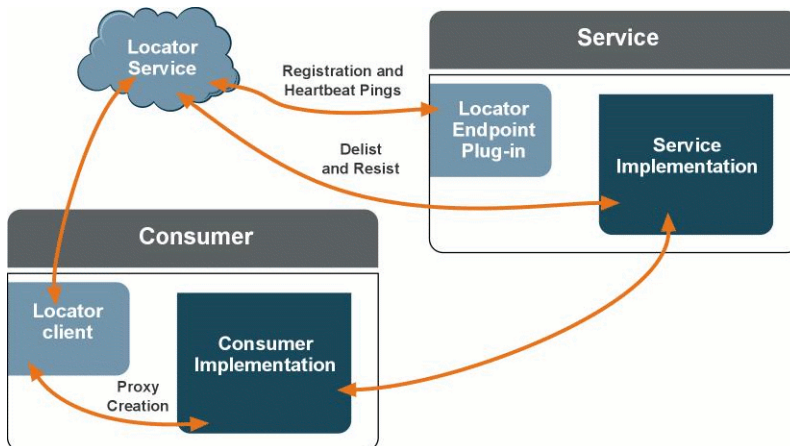 Locator
Service
Service
Registration and
Heartbeat Pings
Locator
Endpoint
Plug-in
Service
Implementation
Delist
and Resist
Consumer
Locator
client
Consumer
Implementation
Proxy
Creation